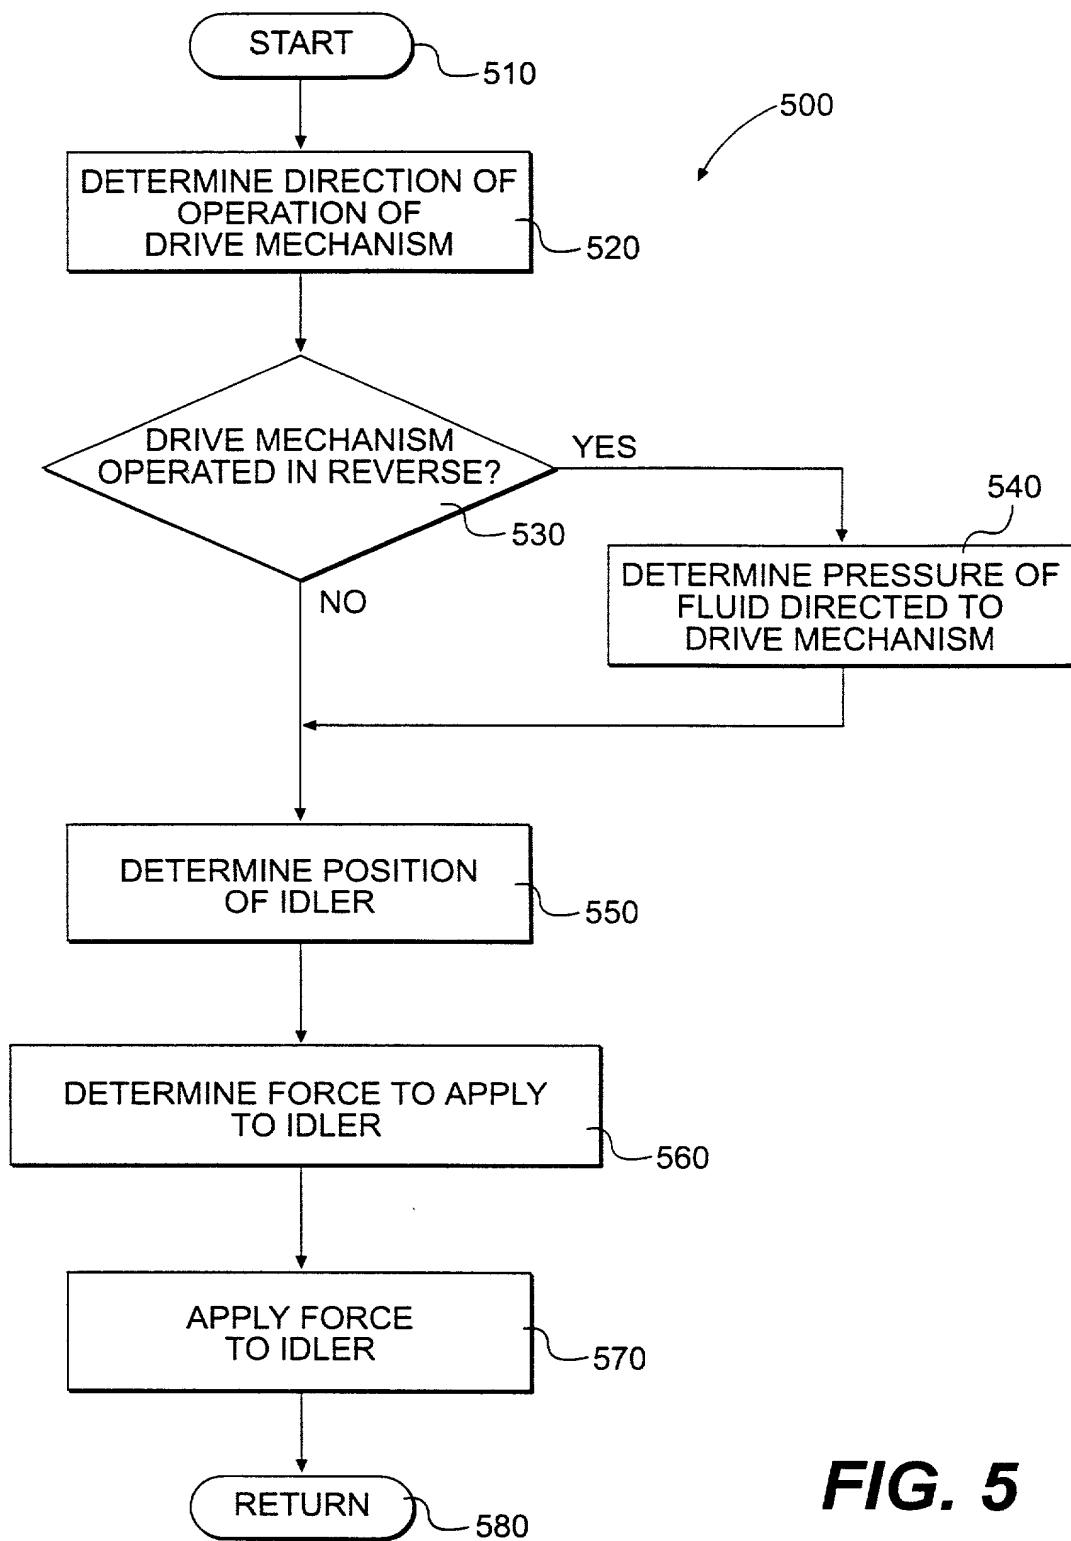 START
510
500
DETERMINE DIRECTION OF
OPERATION OF
DRIVE MECHANISM
520
DRIVE MECHANISM
OPERATED IN REVERSE?
530
YES
NO
540
DETERMINE PRESSURE OF
FLUID DIRECTED TO
DRIVE MECHANISM
DETERMINE POSITION
OF IDLER
550
DETERMINE FORCE TO APPLY
TO IDLER
560
APPLY FORCE
TO IDLER
570
RETURN
580
FIG. 5